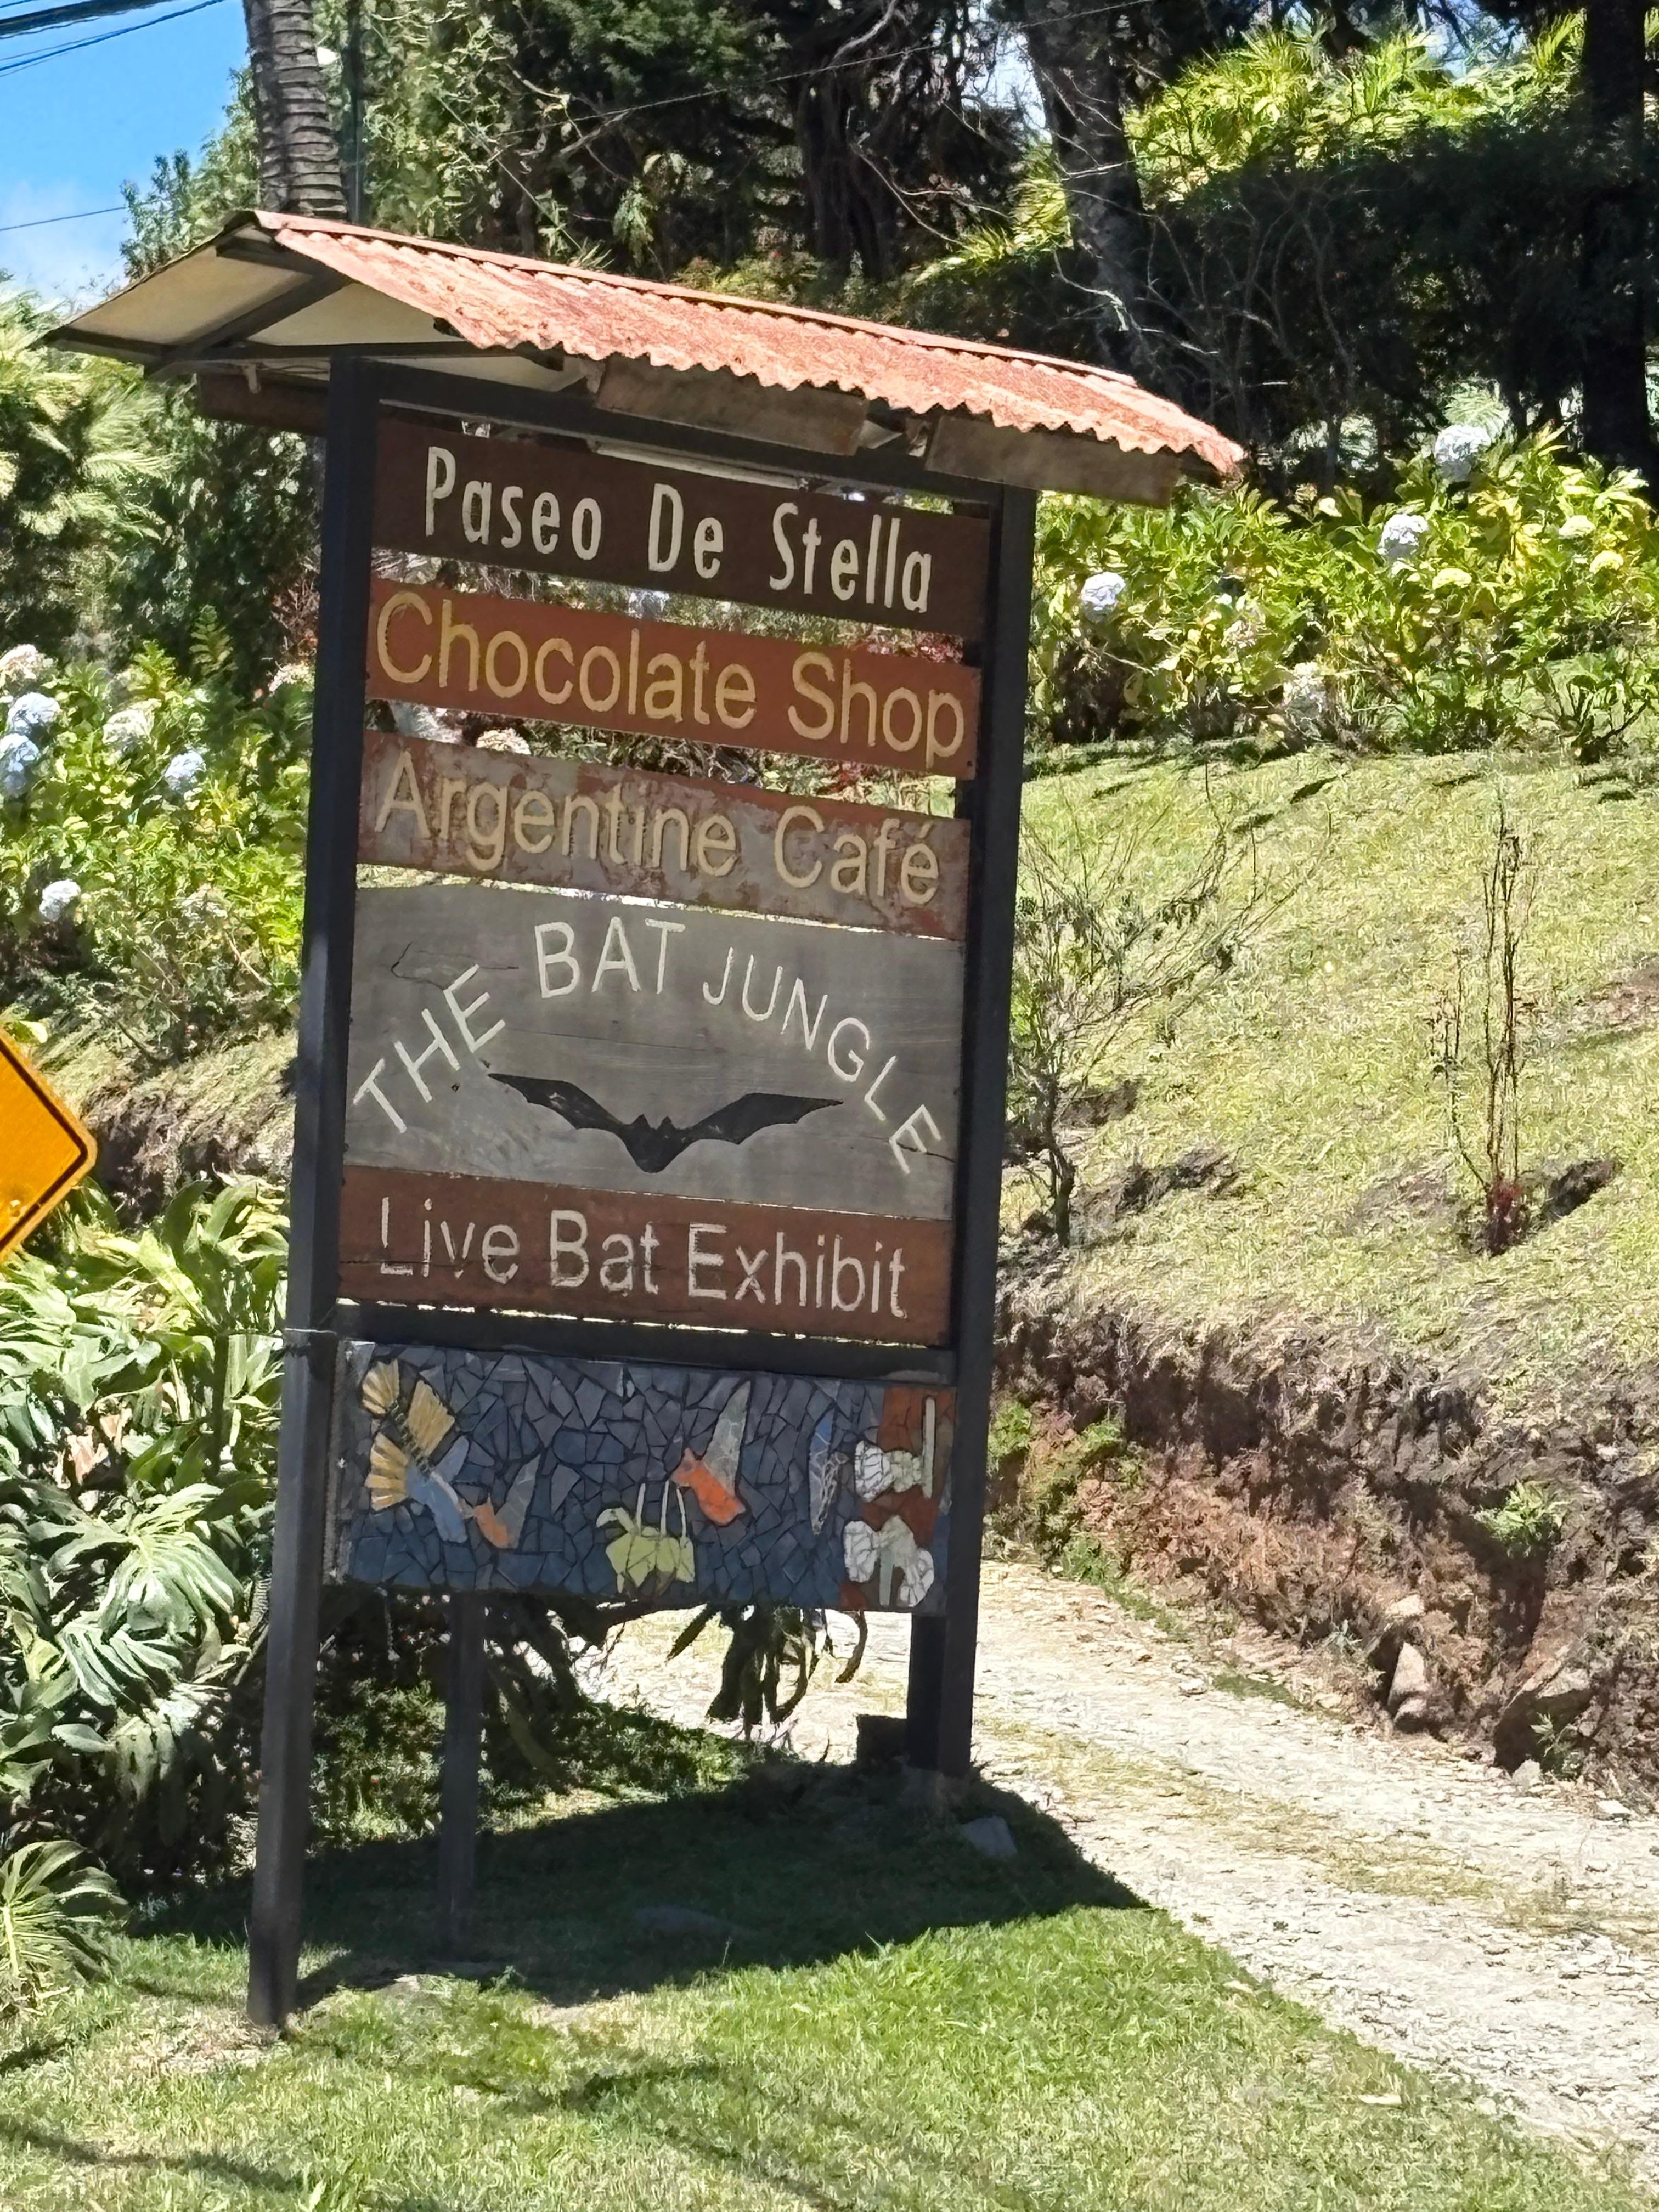 Paseo De Stella
Chocolate Shop
Argentine Café
THE BAT JUNGLE
Live Bat Exhibit